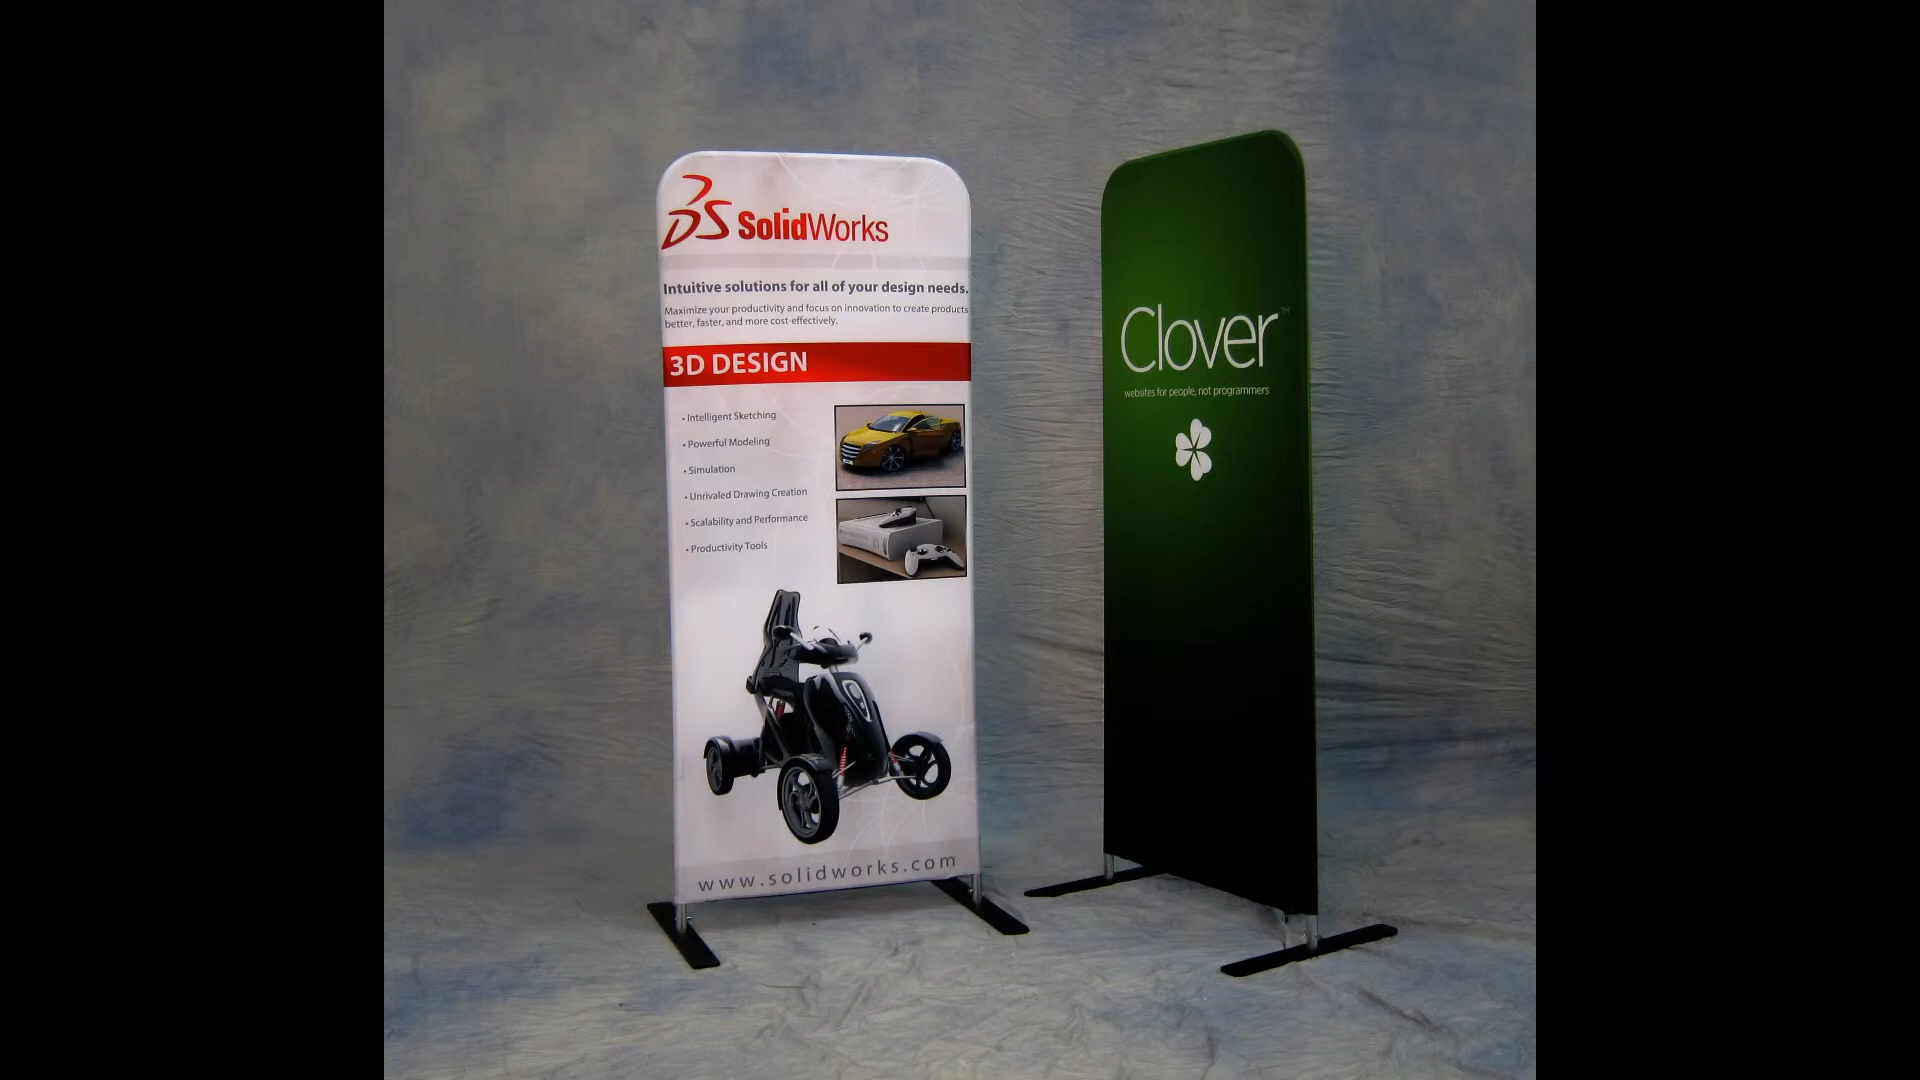 DS SolidWorks
Intuitive solutions for all of your design needs.
Maximize your productivity and focus on innovation to create products
better, faster, and more cost-effectively.
3D DESIGN
• Intelligent Sketching
• Powerful Modeling
• Simulation
• Unrivaled Drawing Creation
• Scalability and Performance
• Productivity Tools
www.solidworks.com
Clover™
websites for people, not programmers